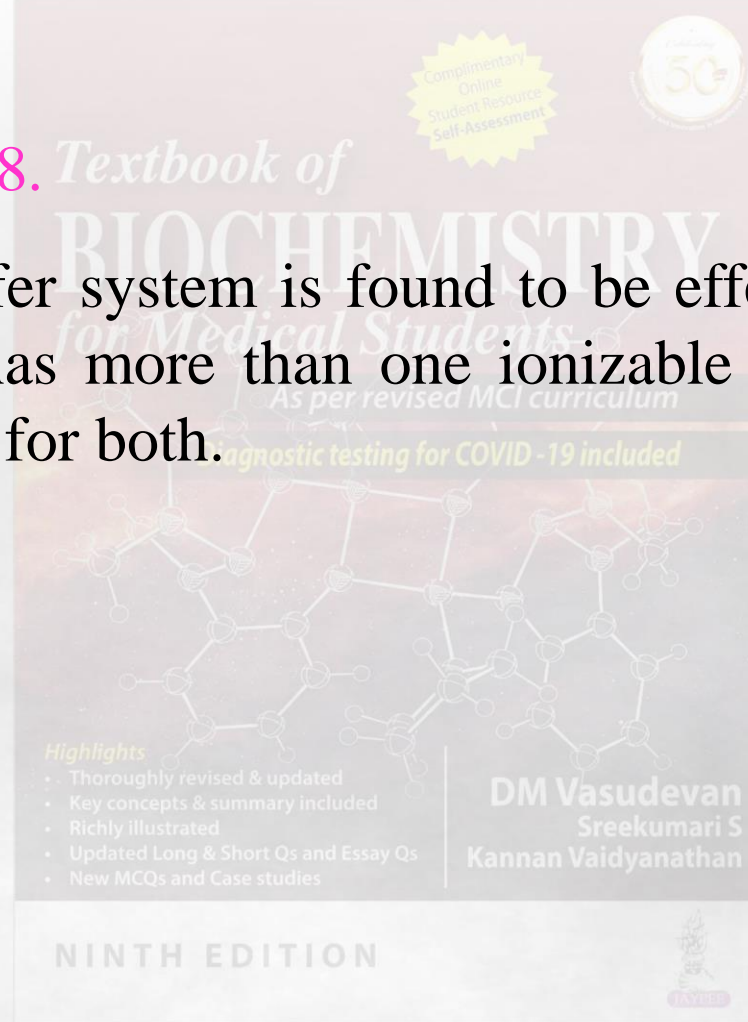 Complimentary
Online
Student Resource
Self-Assessment
Celebrating
50
8.
Textbook of
BIOCHEMISTRY
fer system is found to be effe
for Medical Students
as more than one ionizable
As per revised MCI curriculum
for both.
Diagnostic testing for COVID -19 included
Highlights
• Thoroughly revised & updated
• Key concepts & summary included
• Richly illustrated
• Updated Long & Short Qs and Essay Qs
• New MCQs and Case studies
DM Vasudevan
Sreekumari S
Kannan Vaidyanathan
NINTH EDITION
JAYPEE